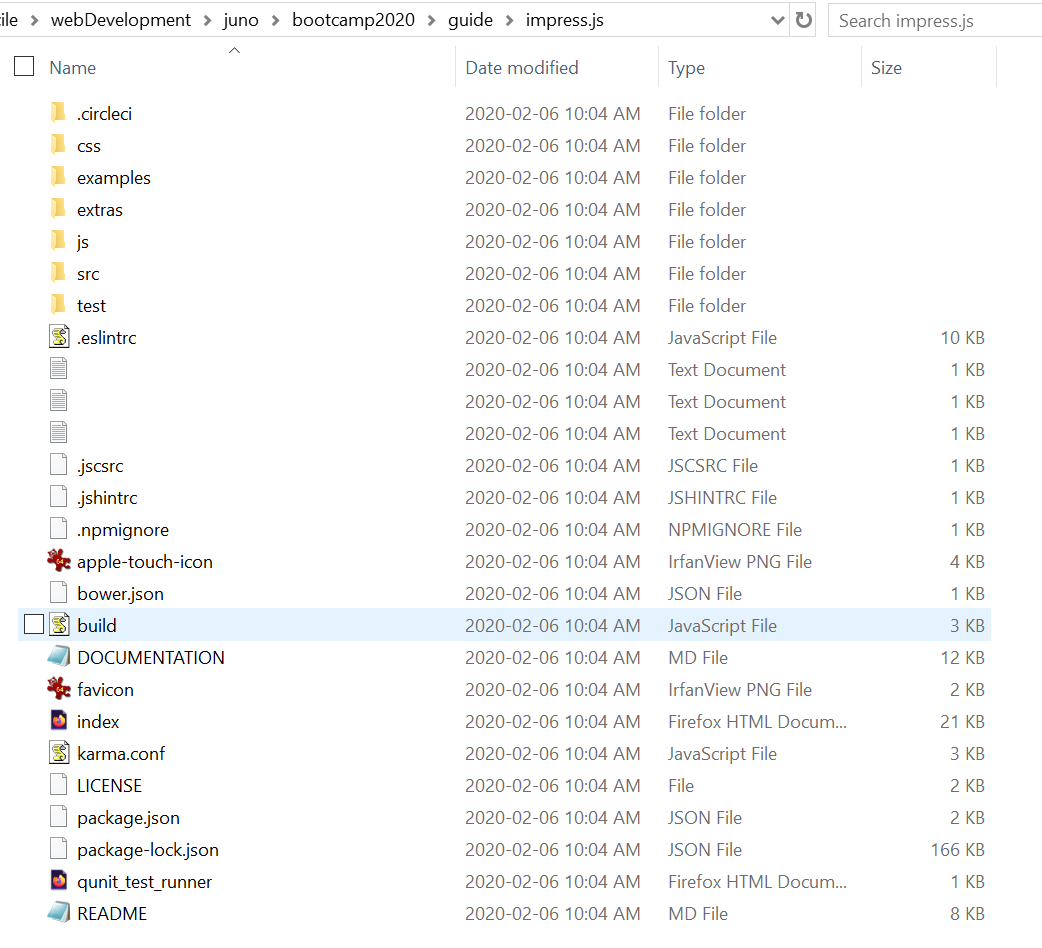 ile > webDevelopment > juno > bootcamp2020 > guide > impress.js Search impress.js
Name Date modified Type Size
.circleci 2020-02-06 10:04 AM File folder
css 2020-02-06 10:04 AM File folder
examples 2020-02-06 10:04 AM File folder
extras 2020-02-06 10:04 AM File folder
js 2020-02-06 10:04 AM File folder
src 2020-02-06 10:04 AM File folder
test 2020-02-06 10:04 AM File folder
.eslintrc 2020-02-06 10:04 AM JavaScript File 10 KB
2020-02-06 10:04 AM Text Document 1 KB
2020-02-06 10:04 AM Text Document 1 KB
2020-02-06 10:04 AM Text Document 1 KB
.jscsrc 2020-02-06 10:04 AM JSCSRC File 1 KB
.jshintrc 2020-02-06 10:04 AM JSHINTRC File 1 KB
.npmignore 2020-02-06 10:04 AM NPMIGNORE File 1 KB
apple-touch-icon 2020-02-06 10:04 AM IrfanView PNG File 4 KB
bower.json 2020-02-06 10:04 AM JSON File 1 KB
build 2020-02-06 10:04 AM JavaScript File 3 KB
DOCUMENTATION 2020-02-06 10:04 AM MD File 12 KB
favicon 2020-02-06 10:04 AM IrfanView PNG File 2 KB
index 2020-02-06 10:04 AM Firefox HTML Docum... 21 KB
karma.conf 2020-02-06 10:04 AM JavaScript File 3 KB
LICENSE 2020-02-06 10:04 AM File 2 KB
package.json 2020-02-06 10:04 AM JSON File 2 KB
package-lock.json 2020-02-06 10:04 AM JSON File 166 KB
qunit_test_runner 2020-02-06 10:04 AM Firefox HTML Docum... 1 KB
README 2020-02-06 10:04 AM MD File 8 KB